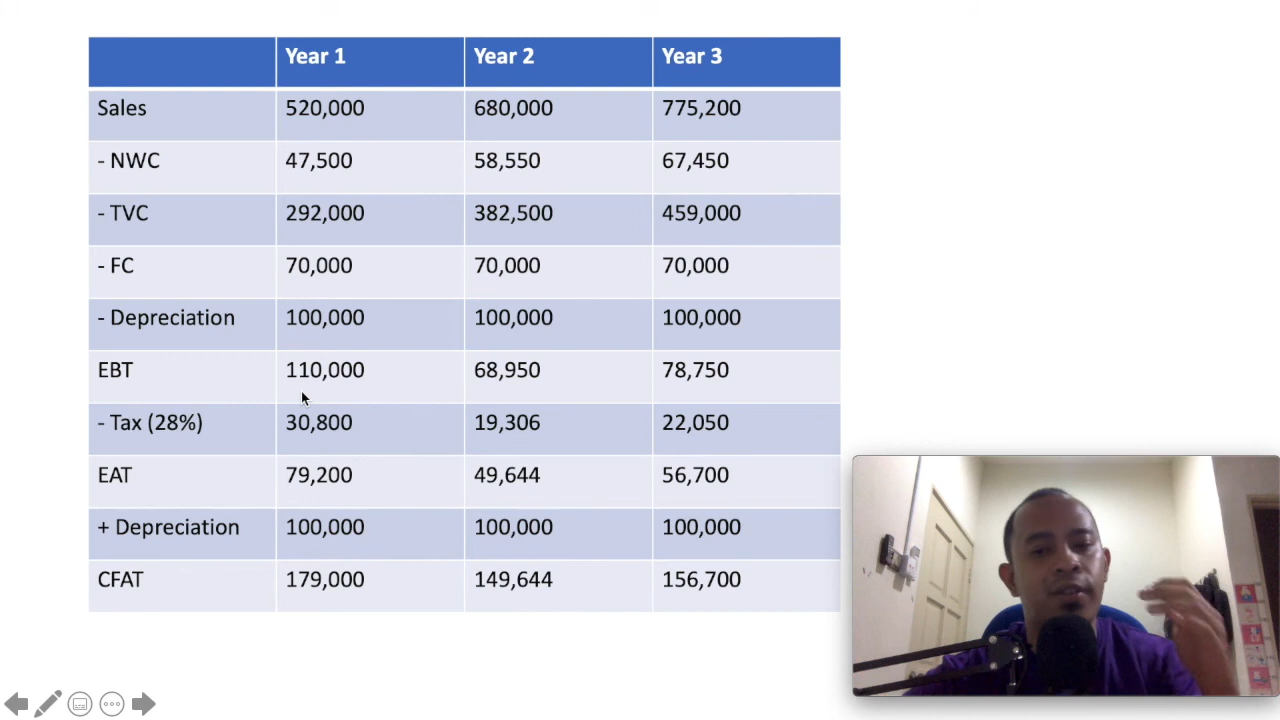 Year 1 Year 2 Year 3
Sales 520,000 680,000 775,200
- NWC 47,500 58,550 67,450
- TVC 292,000 382,500 459,000
- FC 70,000 70,000 70,000
- Depreciation 100,000 100,000 100,000
EBT 110,000 68,950 78,750
- Tax (28%) 30,800 19,306 22,050
EAT 79,200 49,644 56,700
+ Depreciation 100,000 100,000 100,000
CFAT 179,000 149,644 156,700